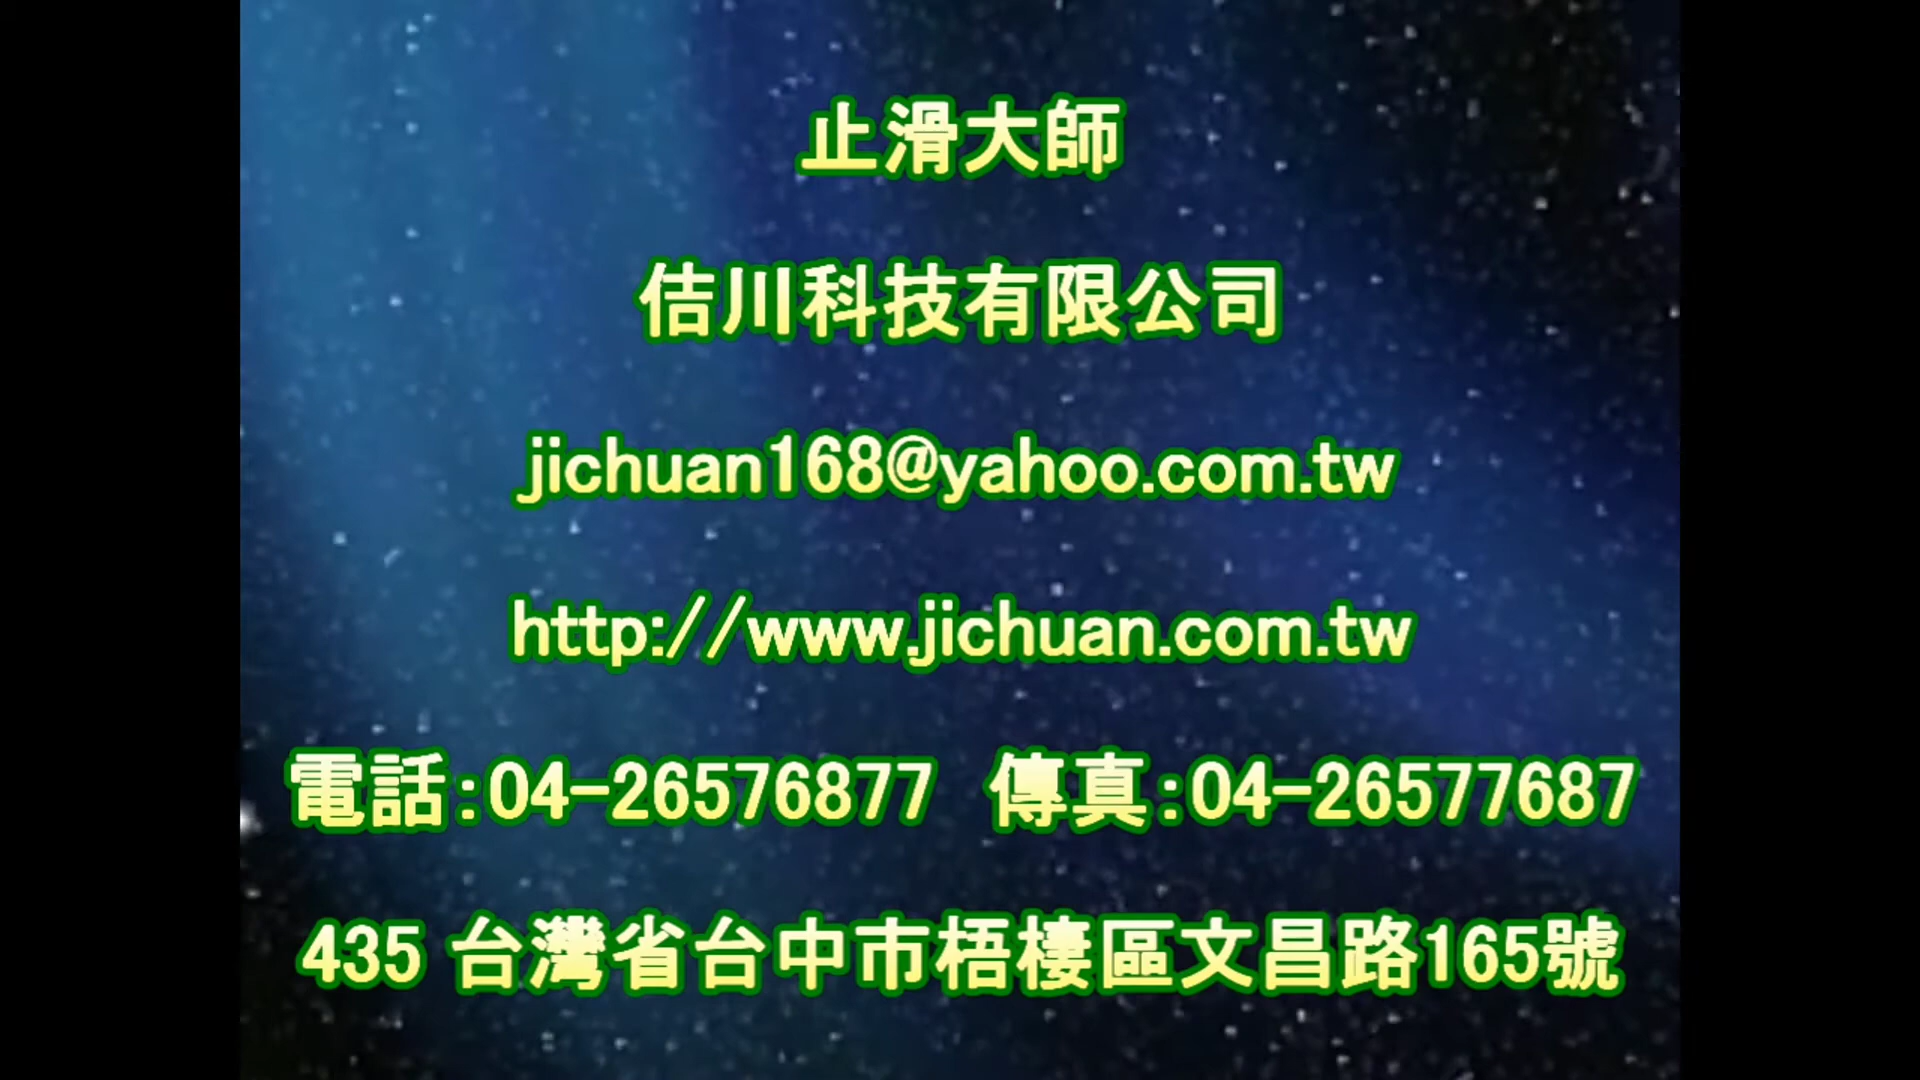 止滑大師
佶川科技有限公司
jichuan168@yahoo.com.tw
http://www.jichuan.com.tw
電話:04-26576877 傳真:04-26577687
435 台灣省台中市梧棲區文昌路165號